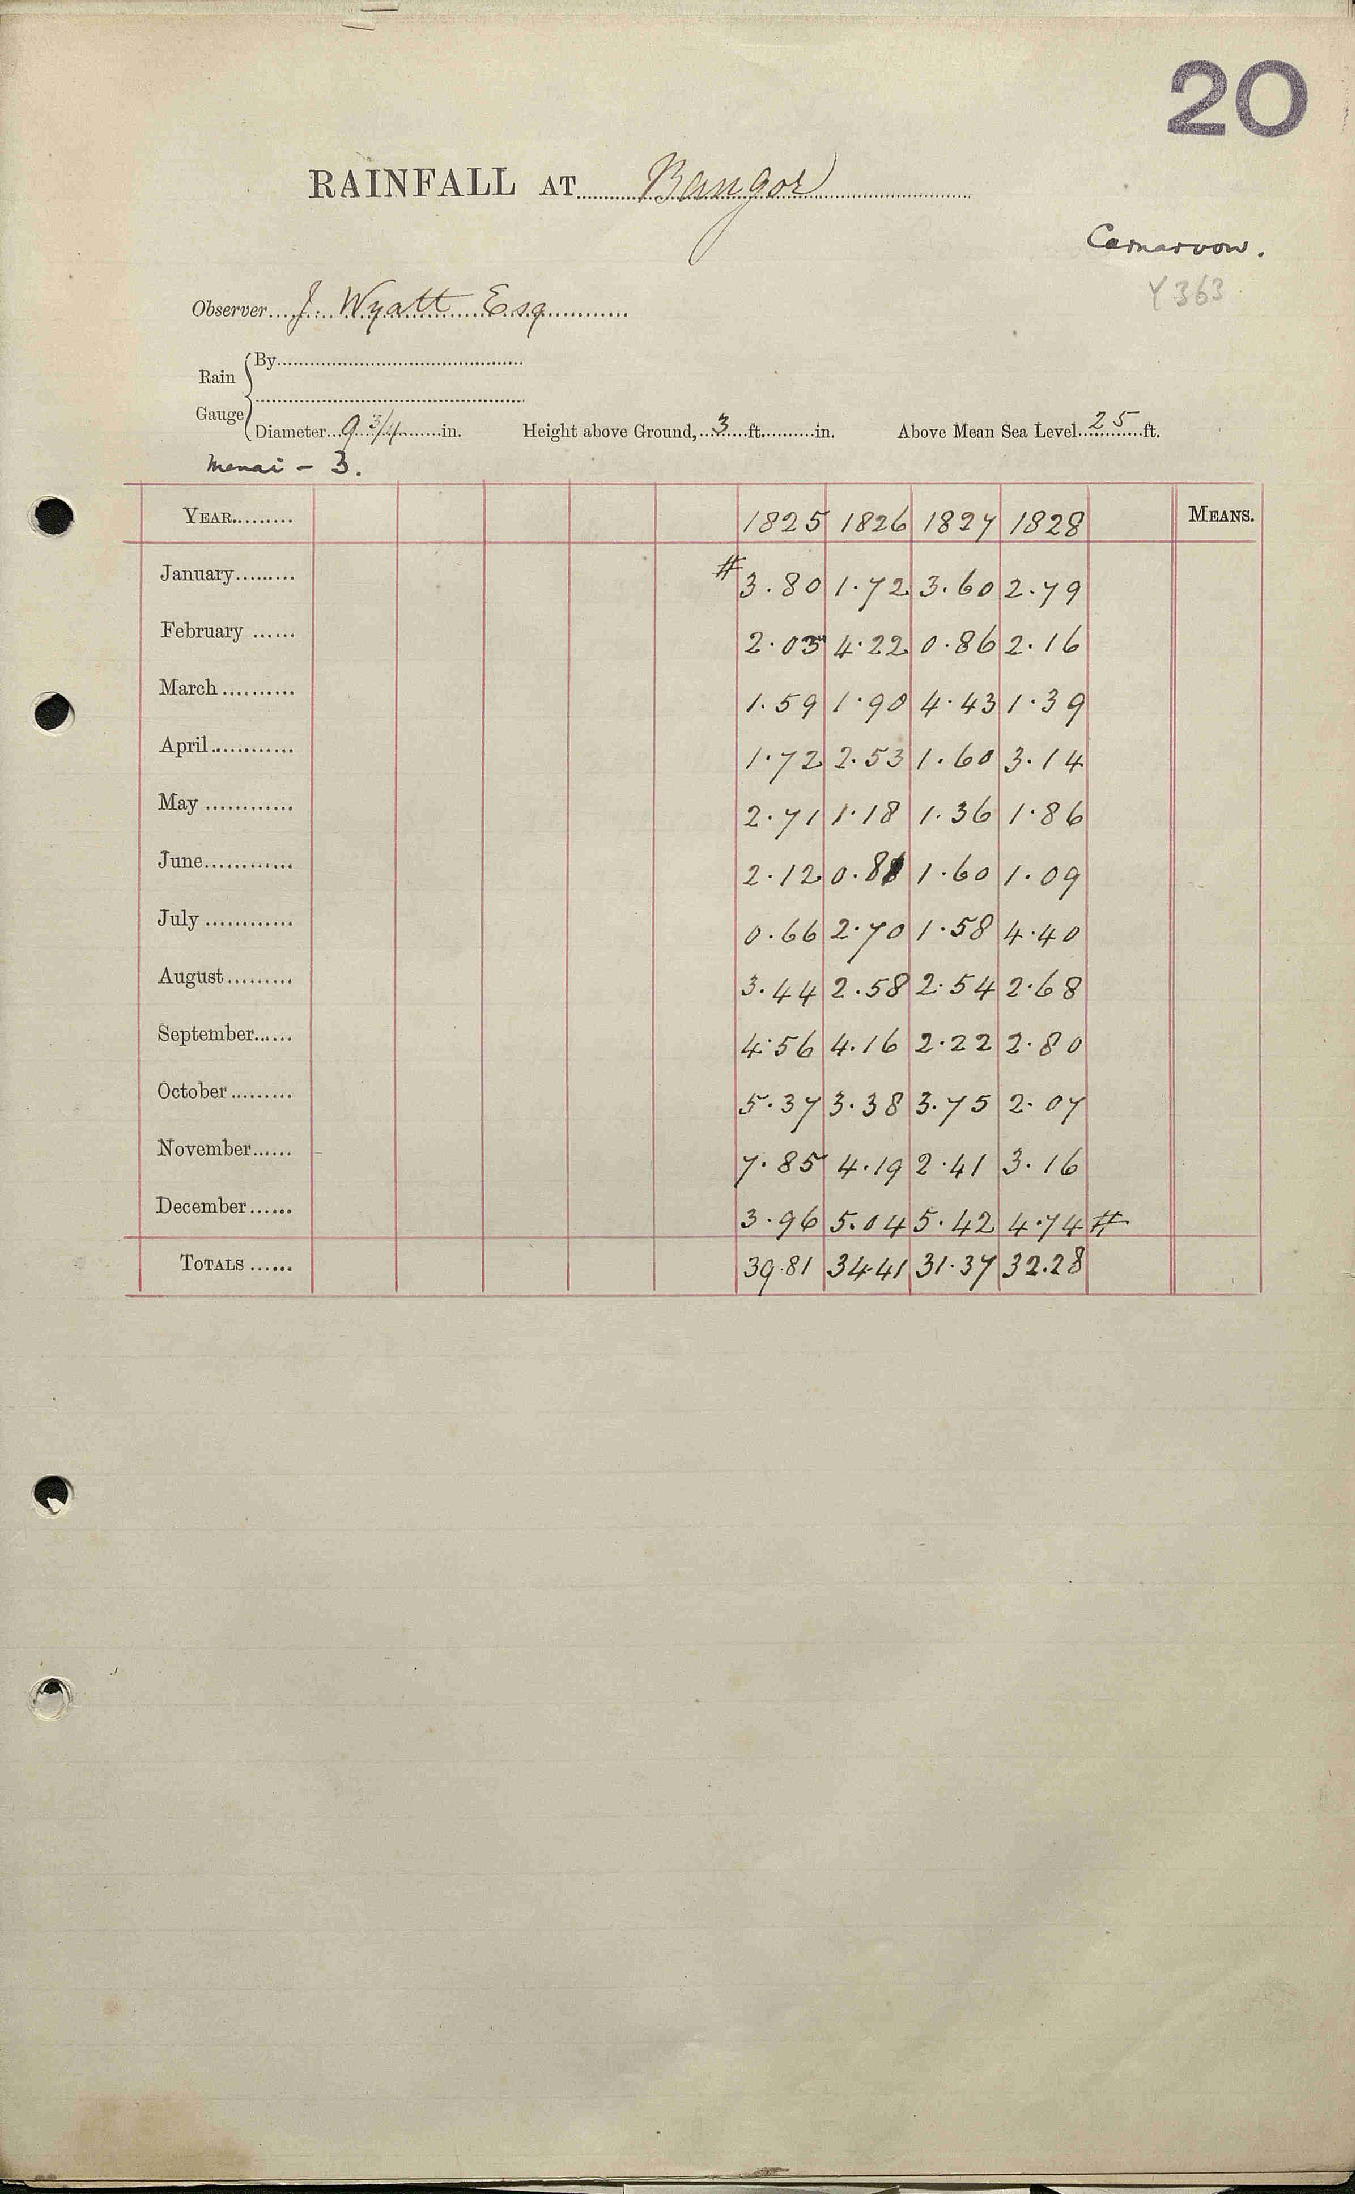 20
RAINFALL AT Bangor
Carnarvon.
Y 363
Observer J. Wyatt Esq
Rain Gauge
By
Diameter 9 3/4 in. Height above Ground, 3 ft. in. Above Mean Sea Level 25 ft.
Menai - 3.
YEAR 1825 1826 1827 1828 MEANS.
January # 3.80 1.72 3.60 2.79
February 2.03 4.22 0.86 2.16
March 1.59 1.90 4.43 1.39
April 1.72 2.53 1.60 3.14
May 2.71 1.18 1.36 1.86
June 2.12 0.81 1.60 1.09
July 0.66 2.70 1.58 4.40
August 3.44 2.58 2.54 2.68
September 4.56 4.16 2.22 2.80
October 5.37 3.38 3.75 2.07
November 7.85 4.19 2.41 3.16
December 3.96 5.04 5.42 4.74 #
TOTALS 39.81 34.41 31.37 32.28